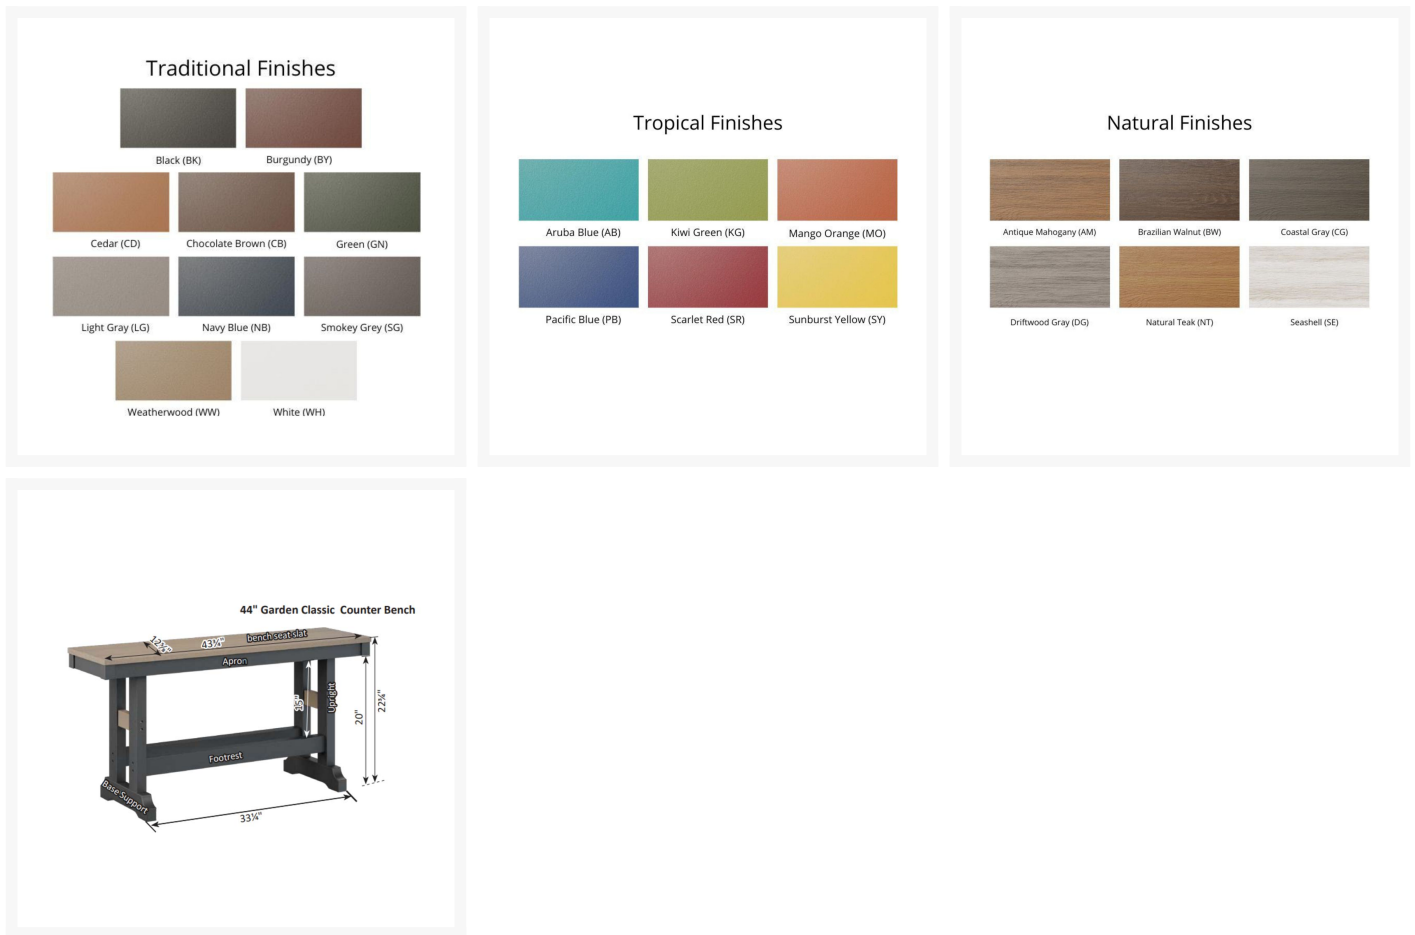 Traditional Finishes
Black (BK)
Burgundy (BY)
Cedar (CD)
Chocolate Brown (CB)
Green (GN)
Light Gray (LG)
Navy Blue (NB)
Smokey Grey (SG)
Weatherwood (WW)
White (WH)
Tropical Finishes
Aruba Blue (AB)
Kiwi Green (KG)
Mango Orange (MO)
Pacific Blue (PB)
Scarlet Red (SR)
Sunburst Yellow (SY)
Natural Finishes
Antique Mahogany (AM)
Brazilian Walnut (BW)
Coastal Gray (CG)
Driftwood Gray (DG)
Natural Teak (NT)
Seashell (SE)
44" Garden Classic Counter Bench
43¼"
bench seat slat
Apron
15"
Upright
20"
22¾"
Footrest
Base Support
33¼"